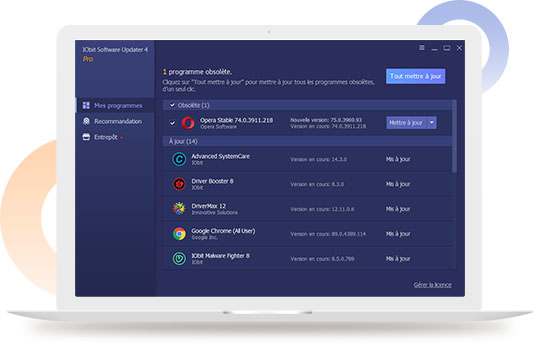 IObit Software Updater 4
Pro
1 programme obsolète.
Cliquez sur "Tout mettre à jour" pour mettre à jour tous les programmes obsolètes,
d'un seul clic.
Tout mettre à jour
Mes programmes
Recommandation
Entrepôt
Obsolète (1)
Opera Stable 74.0.3911.218
Opera Software
Nouvelle version: 75.0.3969.93
Version en cours: 74.0.3911.218
Mettre à jour
À jour (14)
Advanced SystemCare
IObit
Version en cours: 14.3.0
Mis à jour
Driver Booster 8
IObit
Version en cours: 8.3.0
Mis à jour
DriverMax 12
Innovative Solutions
Version en cours: 12.11.0.6
Mis à jour
Google Chrome (All User)
Google Inc.
Version en cours: 89.0.4389.114
Mis à jour
IObit Malware Fighter 8
IObit
Version en cours: 8.5.0.789
Mis à jour
Gérer la licence